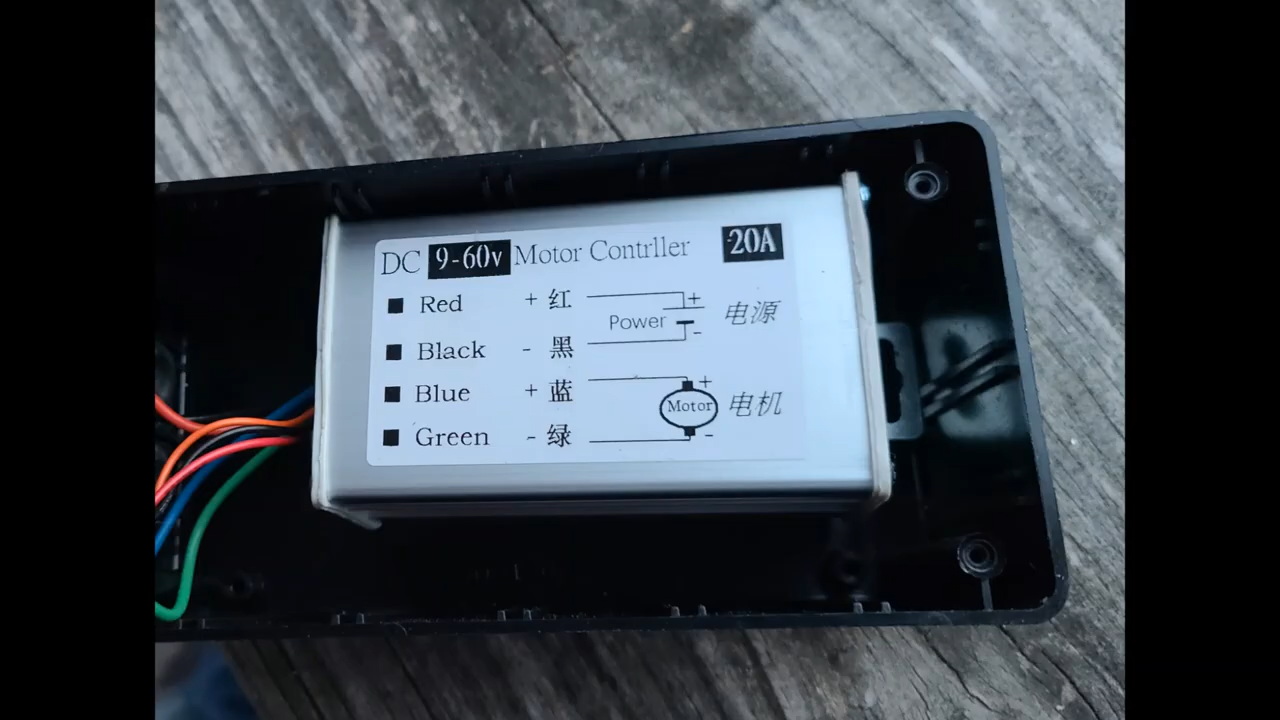 DC 9-60v Motor Contrller 20A
Red + 红 + 电源
Power
Black - 黑 -
Blue + 蓝 + 电机
Motor
Green - 绿 -